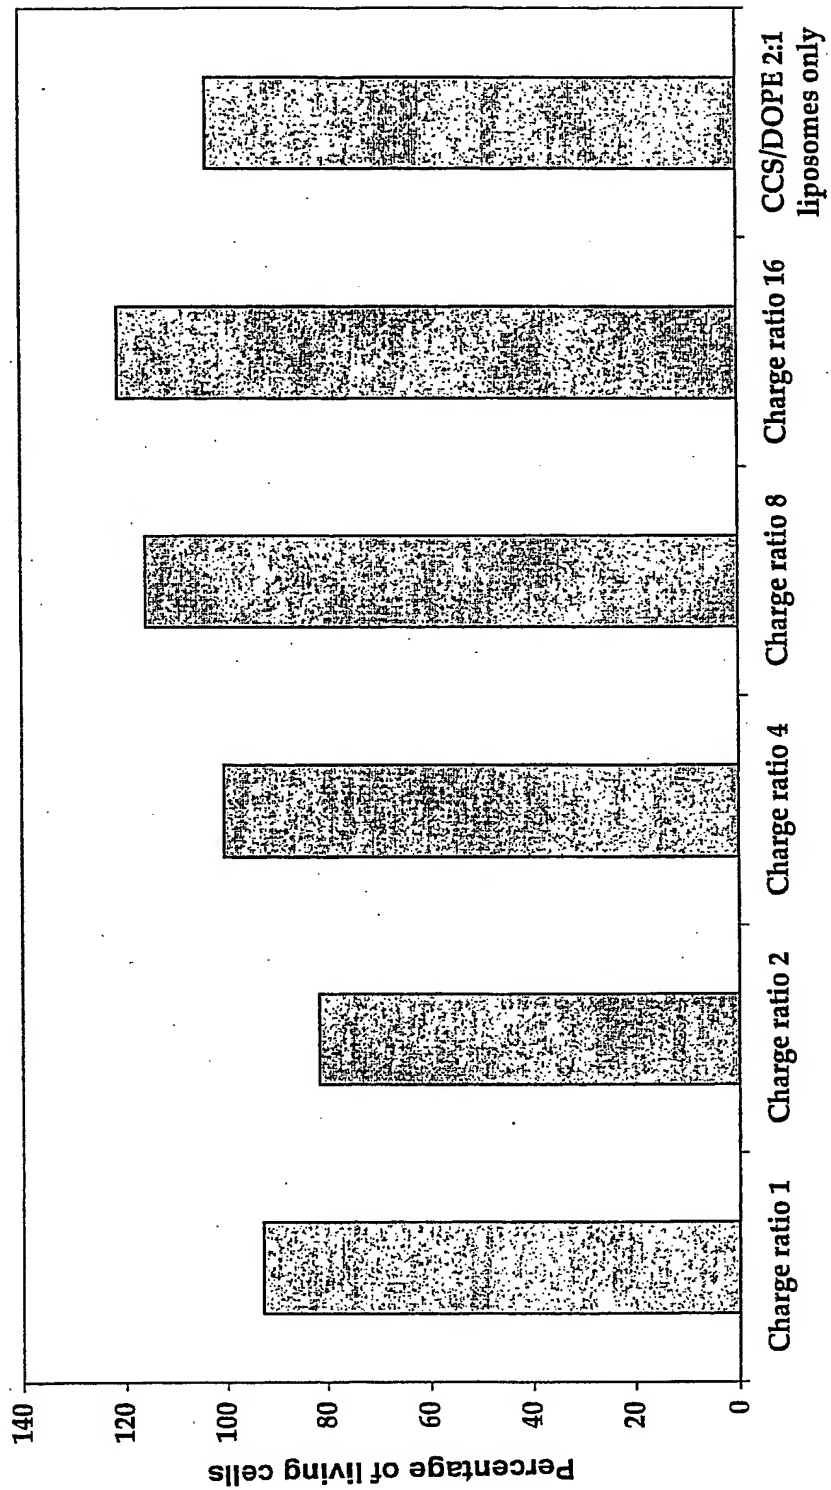 Percentage of living cells
140
120
100
80
60
40
20
0
Charge ratio 1
Charge ratio 2
Charge ratio 4
Charge ratio 8
Charge ratio 16
CCS/DOPE 2:1
liposomes only